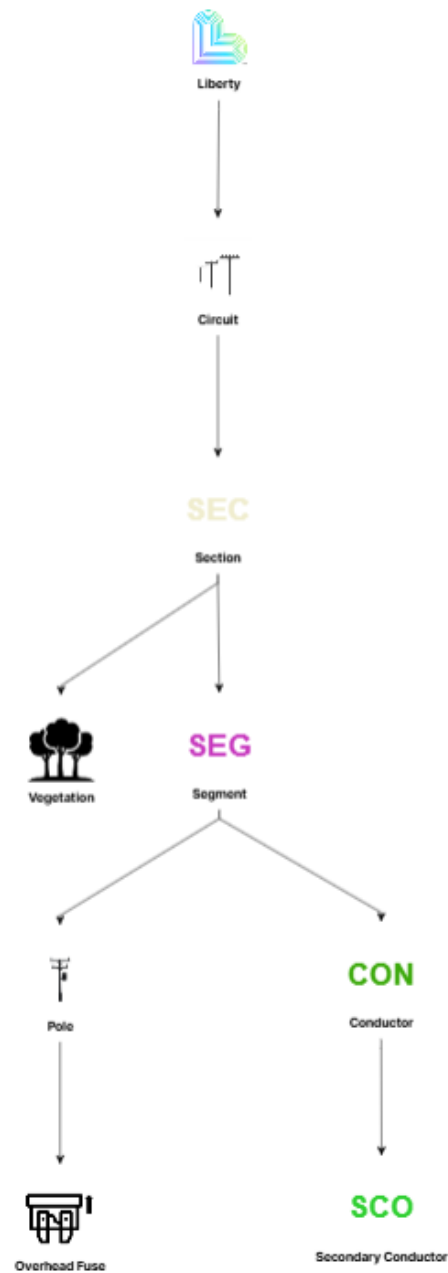 Liberty
Circuit
SEC
Section
SEG
Vegetation
Segment
CON
Pole
Conductor
SCO
Overhead Fuse
Secondary Conductor